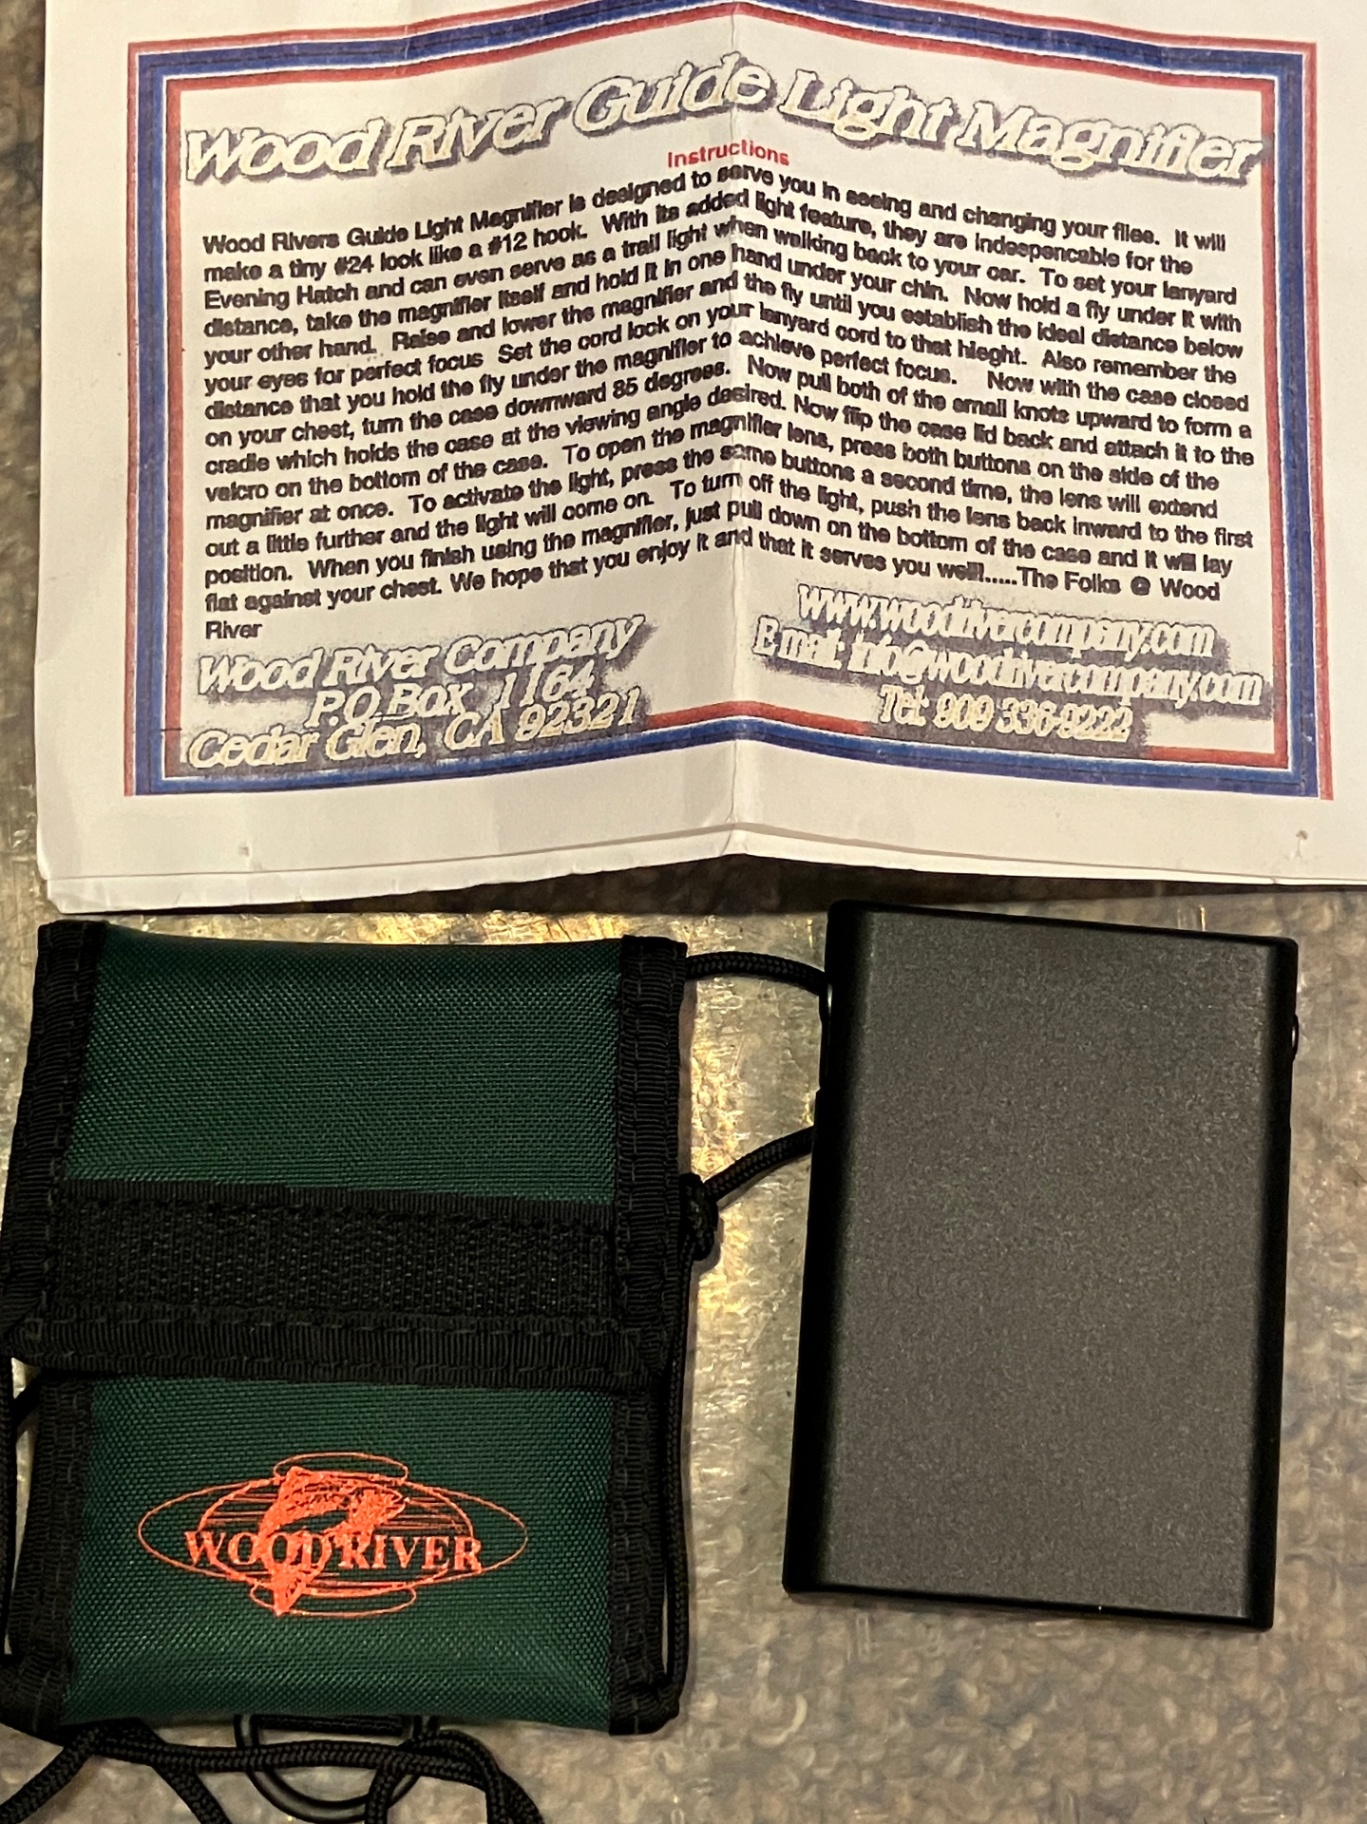 Wood River Guide Light Magnifier
Instructions
Wood Rivers Guide Light Magnifier is designed to serve you in seeing and changing your flies. It will
make a tiny #24 look like a #12 hook. With its added light feature, they are indespencable for the
Evening Hatch and can even serve as a trail light when walking back to your car. To set your lanyard
distance, take the magnifier itself and hold it in one hand under your chin. Now hold a fly under it with
your other hand. Raise and lower the magnifier and the fly until you establish the ideal distance below
your eyes for perfect focus Set the cord lock on your lanyard cord to that hieght. Also remember the
distance that you hold the fly under the magnifier to achieve perfect focus. Now with the case closed
on your chest, turn the case downward 85 degrees. Now pull both of the small knots upward to form a
cradle which holds the case at the viewing angle desired. Now flip the case lid back and attach it to the
velcro on the bottom of the case. To open the magnifier lens, press both buttons on the side of the
magnifier at once. To activate the light, press the same buttons a second time, the lens will extend
out a little further and the light will come on. To turn off the light, push the lens back inward to the first
position. When you finish using the magnifier, just pull down on the bottom of the case and it will lay
flat against your chest. We hope that you enjoy it and that it serves you well!.....The Folks @ Wood
River
Wood River Company
P.O. Box 1164
Cedar Glen, CA 92321
www.woodrivercompany.com
E mail: info@woodrivercompany.com
Tel: 909 336-9222
WOOD RIVER